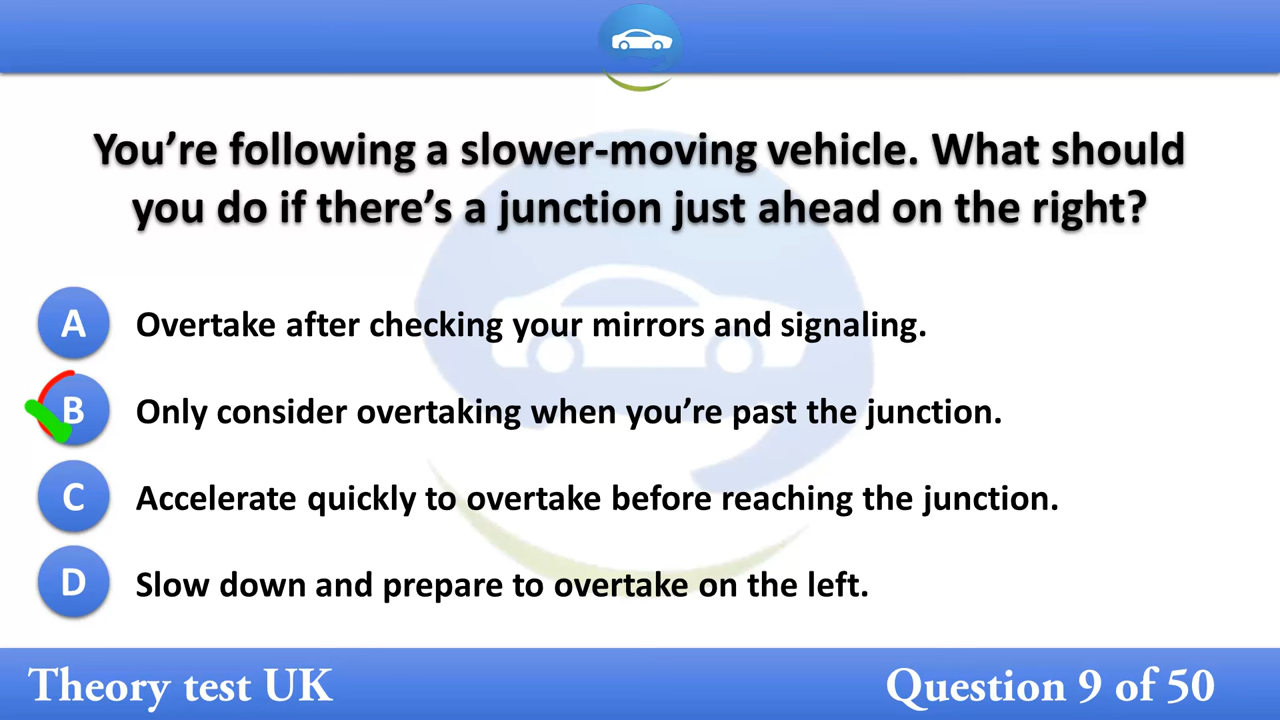 You’re following a slower-moving vehicle. What should
you do if there’s a junction just ahead on the right?
A Overtake after checking your mirrors and signaling.
B Only consider overtaking when you’re past the junction.
C Accelerate quickly to overtake before reaching the junction.
D Slow down and prepare to overtake on the left.
Theory test UK Question 9 of 50